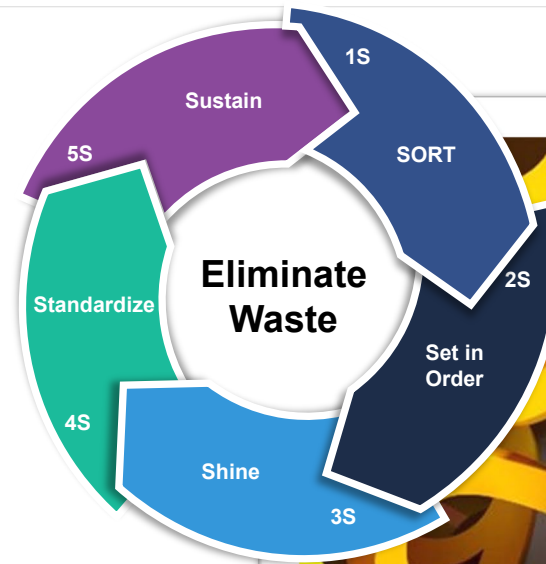 1S
SORT
2S
Set in
Order
3S
Shine
4S
Standardize
5S
Sustain
Eliminate
Waste